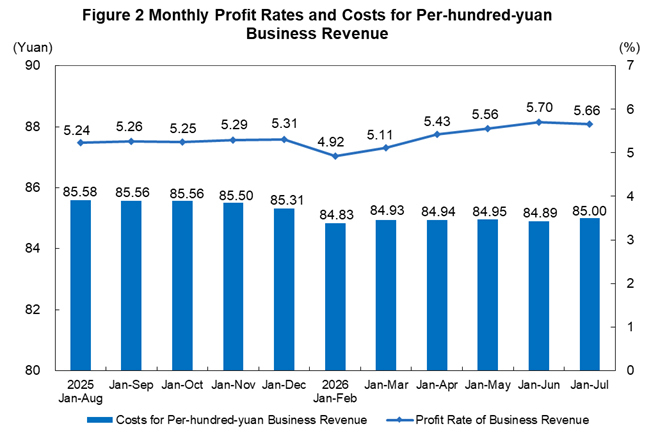 Figure 2 Monthly Profit Rates and Costs for Per-hundred-yuan
Business Revenue
(Yuan)
(%)
90
88
86
84
82
80
7
6
5
4
3
2
1
0
5.24
5.26
5.25
5.29
5.31
4.92
5.11
5.43
5.56
5.70
5.66
85.58
85.56
85.56
85.50
85.31
84.83
84.93
84.94
84.95
84.89
85.00
2025
Jan-Aug
Jan-Sep
Jan-Oct
Jan-Nov
Jan-Dec
2026
Jan-Feb
Jan-Mar
Jan-Apr
Jan-May
Jan-Jun
Jan-Jul
Costs for Per-hundred-yuan Business Revenue
Profit Rate of Business Revenue